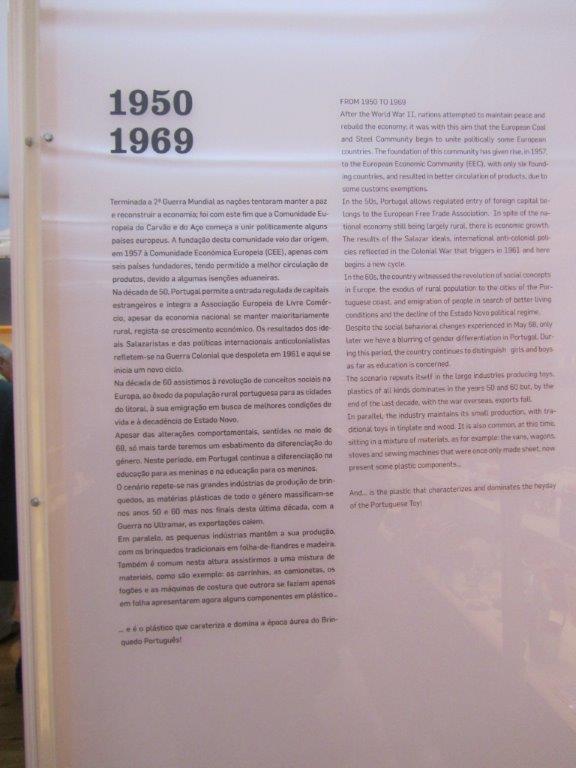 1950
1969
Terminada a 2ª Guerra Mundial as nações tentaram manter a paz
e reconstruir a economia; foi com este fim que a Comunidade Eu-
ropeia do Carvão e do Aço começa a unir politicamente alguns
países europeus. A fundação desta comunidade veio dar origem,
em 1957 à Comunidade Económica Europeia (CEE), apenas com
seis países fundadores, tendo permitido a melhor circulação de
produtos, devido a algumas isenções aduaneiras.
Na década de 50, Portugal permite a entrada regulada de capitais
estrangeiros e integra a Associação Europeia de Livre Comér-
cio, apesar da economia nacional se manter maioritariamente
rural, regista-se crescimento económico. Os resultados dos ide-
ais Salazaristas e das políticas internacionais anticolonialistas
refletem-se na Guerra Colonial que despoleta em 1961 e aqui se
inicia um novo ciclo.
Na década de 60 assistimos à revolução de conceitos sociais na
Europa, ao êxodo da população rural portuguesa para as cidades
do litoral, à sua emigração em busca de melhores condições de
vida e à decadência do Estado Novo.
Apesar das alterações comportamentais, sentidas no maio de
68, só mais tarde teremos um esbatimento da diferenciação do
género. Neste período, em Portugal continua a diferenciação na
educação para as meninas e na educação para os meninos.
O cenário repete-se nas grandes indústrias da produção de brin-
quedos, as matérias plásticas de todo o género massificam-se
nos anos 50 e 60 mas nos finais desta última década, com a
Guerra no Ultramar, as exportações caiem.
Em paralelo, as pequenas indústrias mantêm a sua produção,
com os brinquedos tradicionais em folha-de-flandres e madeira.
Também é comum nesta altura assistirmos a uma mistura de
materiais, como são exemplo: as carrinhas, as camionetas, os
fogões e as máquinas de costura que outrora se faziam apenas
em folha apresentarem agora alguns componentes em plástico...
... e é o plástico que carateriza e domina a época áurea do Brin-
quedo Português!
FROM 1950 TO 1969
After the World War II, nations attempted to maintain peace and
rebuild the economy; it was with this aim that the European Coal
and Steel Community begin to unite politically some European
countries. The foundation of this community has given rise, in 1957,
to the European Economic Community (EEC), with only six found-
ing countries, and resulted in better circulation of products, due to
some customs exemptions.
In the 50s, Portugal allows regulated entry of foreign capital be-
longs to the European Free Trade Association. In spite of the na-
tional economy still being largely rural, there is economic growth.
The results of the Salazar ideals, international anti-colonial poli-
cies reflected in the Colonial War that triggers in 1961 and here
begins a new cycle.
In the 60s, the country witnessed the revolution of social concepts
in Europe, the exodus of rural population to the cities of the Por-
tuguese coast, and emigration of people in search of better living
conditions and the decline of the Estado Novo political regime.
Despite the social behavioral changes experienced in May 68, only
later we have a blurring of gender differentiation in Portugal. Dur-
ing this period, the country continues to distinguish girls and boys
as far as education is concerned.
The scenario repeats itself in the large industries producing toys,
plastics of all kinds dominates in the years 50 and 60 but, by the
end of the last decade, with the war overseas, exports fall.
In parallel, the industry maintains its small production, with tra-
ditional toys in tinplate and wood. It is also common, at this time,
sitting in a mixture of materials, as for example: the vans, wagons,
stoves and sewing machines that were once only made sheet, now
present some plastic components...
And... is the plastic that characterizes and dominates the heyday
of the Portuguese Toy!